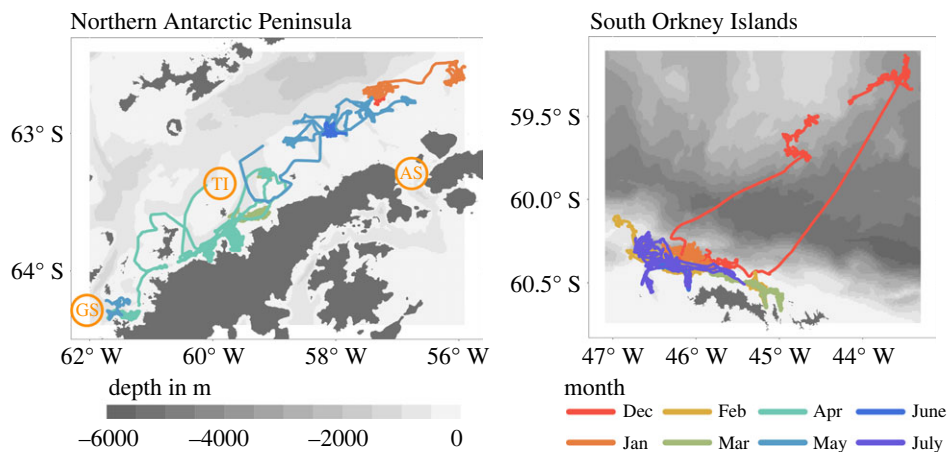 Northern Antarctic Peninsula
South Orkney Islands
63° S
64° S
TI
AS
GS
62° W
60° W
58° W
56° W
59.5° S
60.0° S
60.5° S
47° W
46° W
45° W
44° W
depth in m
–6000
–4000
–2000
0
month
Dec
Feb
Apr
June
Jan
Mar
May
July